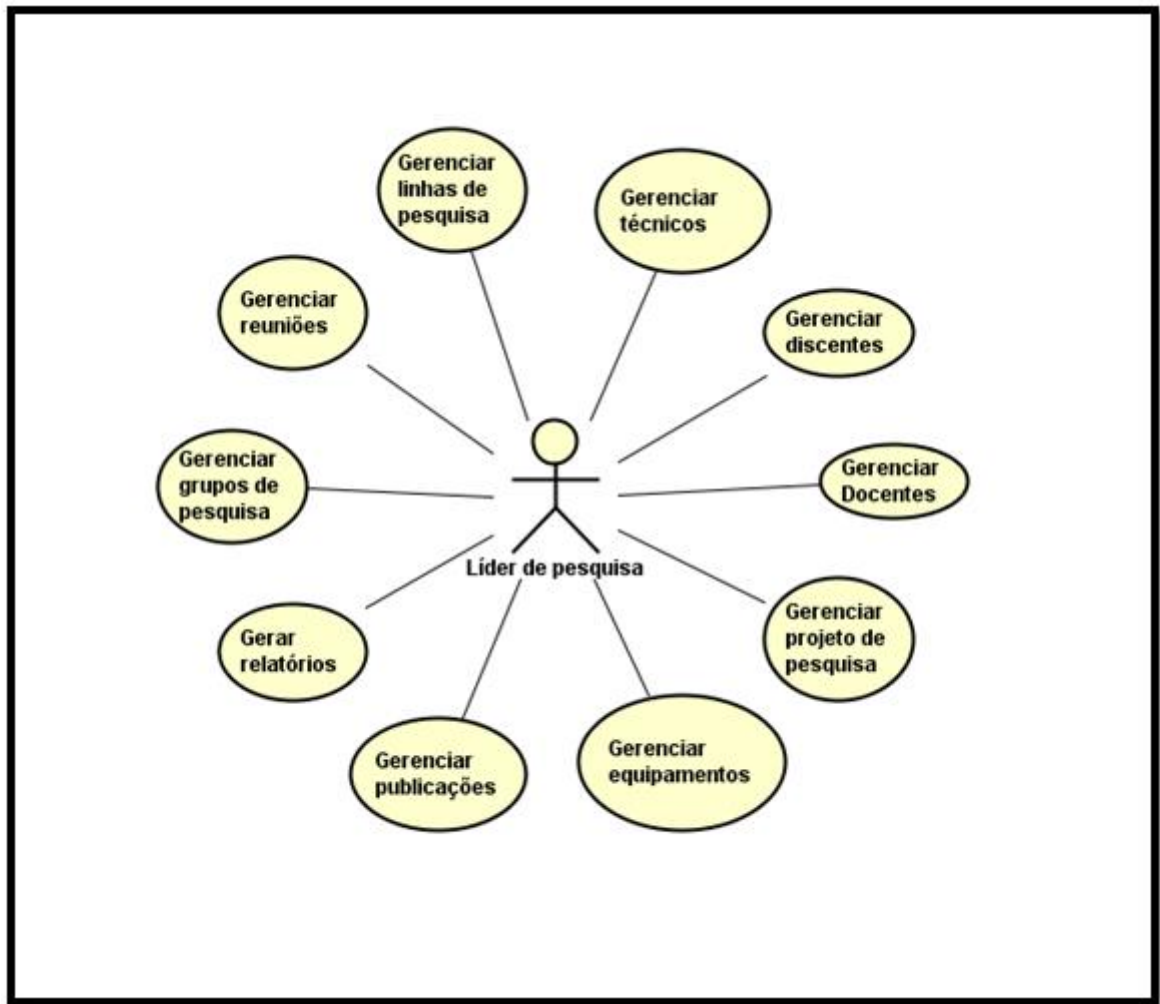 Gerenciar
linhas de
pesquisa
Gerenciar
técnicos
Gerenciar
reuniões
Gerenciar
discentes
Gerenciar
grupos de
pesquisa
Gerenciar
Docentes
Líder de pesquisa
Gerar
relatórios
Gerenciar
projeto de
pesquisa
Gerenciar
publicações
Gerenciar
equipamentos